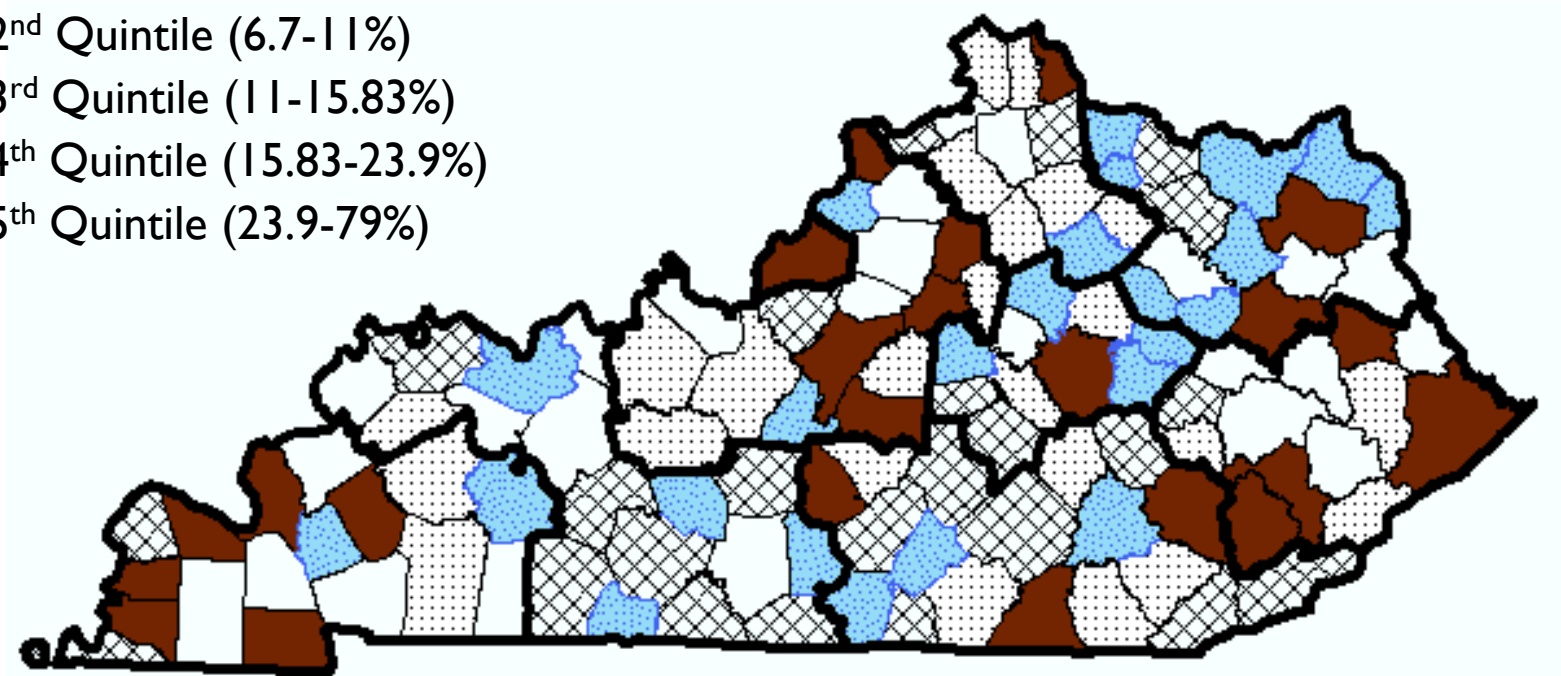 2nd Quintile (6.7-11%)
3rd Quintile (11-15.83%)
4th Quintile (15.83-23.9%)
5th Quintile (23.9-79%)